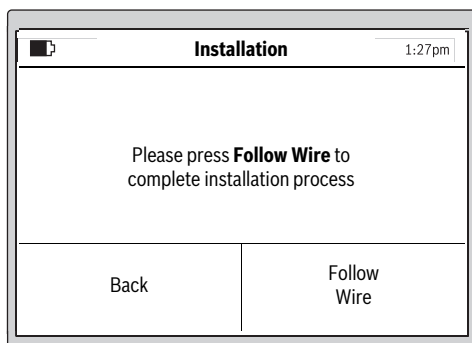 Installation
1:27pm
Please press Follow Wire to
complete installation process
Back
Follow
Wire